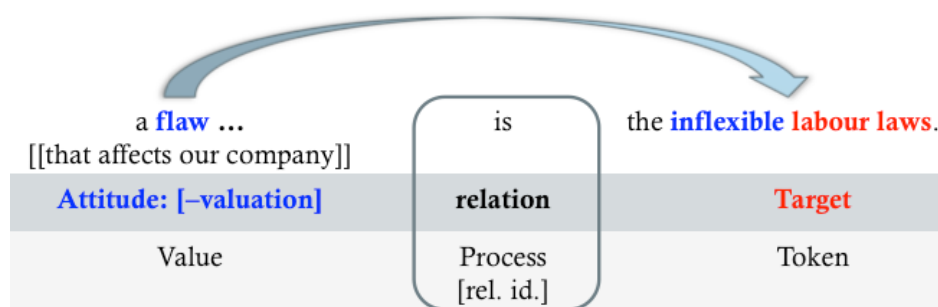 a flaw … is the inflexible labour laws.
[[that affects our company]]
Attitude: [–valuation] relation Target
Value Process Token
[rel. id.]